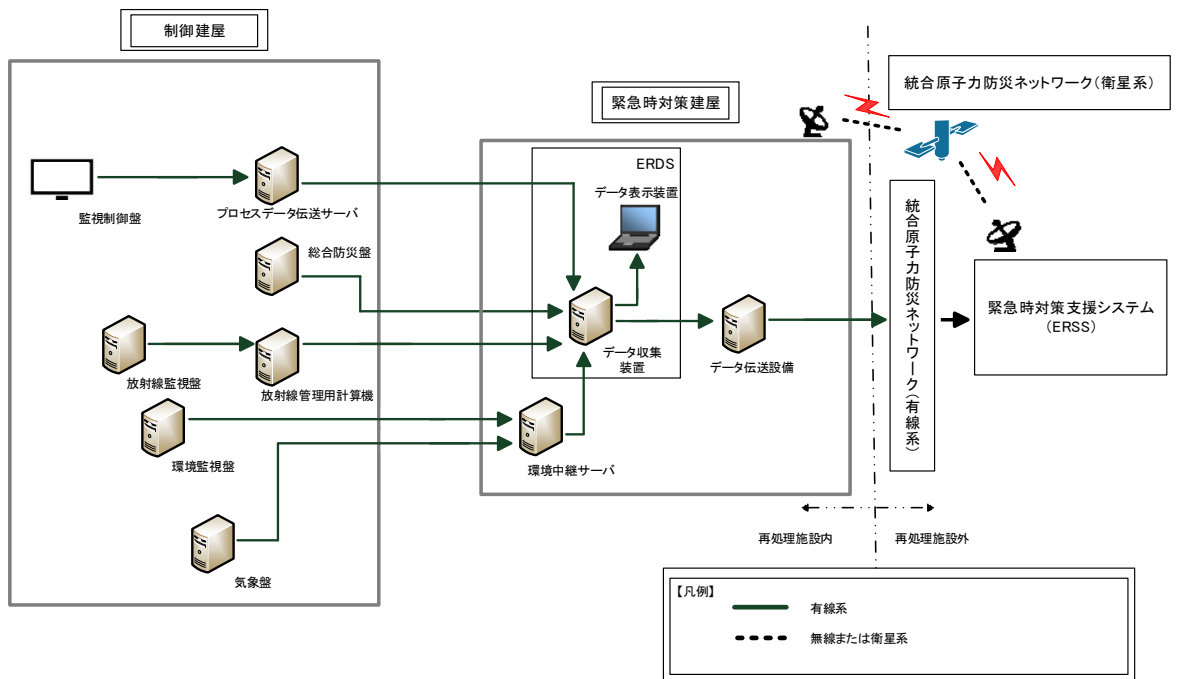 制御建屋
統合原子力防災ネットワーク(衛星系)
緊急時対策建屋
ERDS
データ表示装置
監視制御盤
プロセスデータ伝送サーバ
総合防災盤
統合原子力防災ネットワーク(有線系)
緊急時対策支援システム
(ERSS)
データ収集
装置
データ伝送設備
放射線監視盤
放射線管理用計算機
環境監視盤
環境中継サーバ
気象盤
再処理施設内
再処理施設外
【凡例】
有線系
無線または衛星系